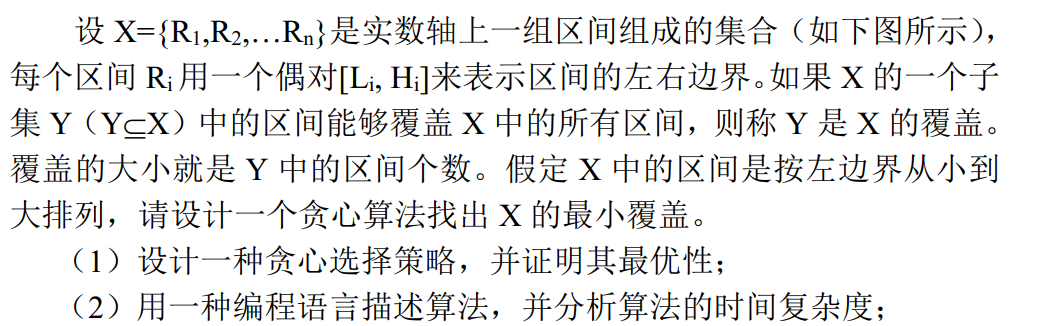 设 X={R₁,R₂,…Rₙ}是实数轴上一组区间组成的集合（如下图所示），
每个区间 Rᵢ用一个偶对[Lᵢ, Hᵢ]来表示区间的左右边界。如果 X 的一个子
集 Y（Y⊆X）中的区间能够覆盖 X 中的所有区间，则称 Y 是 X 的覆盖。
覆盖的大小就是 Y 中的区间个数。假定 X 中的区间是按左边界从小到
大排列，请设计一个贪心算法找出 X 的最小覆盖。
（1）设计一种贪心选择策略，并证明其最优性；
（2）用一种编程语言描述算法，并分析算法的时间复杂度；